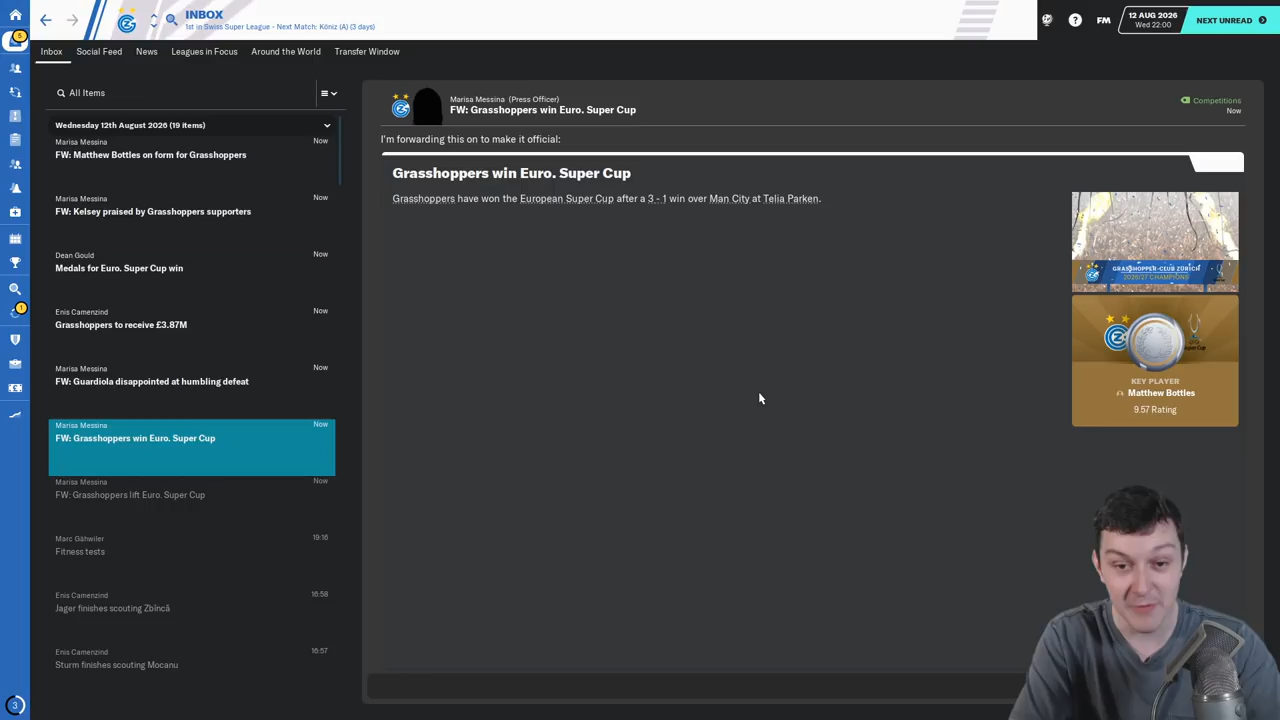 5
INBOX
1st in Swiss Super League - Next Match: Köniz (A) (3 days)
?
FM
12 AUG 2026
Wed 22:00
NEXT UNREAD
Inbox
Social Feed
News
Leagues in Focus
Around the World
Transfer Window
All Items
Wednesday 12th August 2026 (19 items)
Marisa Messina
Now
FW: Matthew Bottles on form for Grasshoppers
Marisa Messina
Now
FW: Kelsey praised by Grasshoppers supporters
Dean Gould
Now
Medals for Euro. Super Cup win
Enis Camenzind
Now
Grasshoppers to receive £3.87M
Marisa Messina
Now
FW: Guardiola disappointed at humbling defeat
Marisa Messina
Now
FW: Grasshoppers win Euro. Super Cup
Marisa Messina
Now
FW: Grasshoppers lift Euro. Super Cup
Marc Gähwiler
19:16
Fitness tests
Enis Camenzind
16:58
Jager finishes scouting Zbîncă
Enis Camenzind
16:57
Sturm finishes scouting Mocanu
1
3
Marisa Messina (Press Officer)
FW: Grasshoppers win Euro. Super Cup
Competitions
Now
I'm forwarding this on to make it official:
Grasshoppers win Euro. Super Cup
Grasshoppers have won the European Super Cup after a 3 - 1 win over Man City at Telia Parken.
GRASSHOPPER-CLUB ZÜRICH
2026/27 CHAMPIONS
KEY PLAYER
Matthew Bottles
9.57 Rating